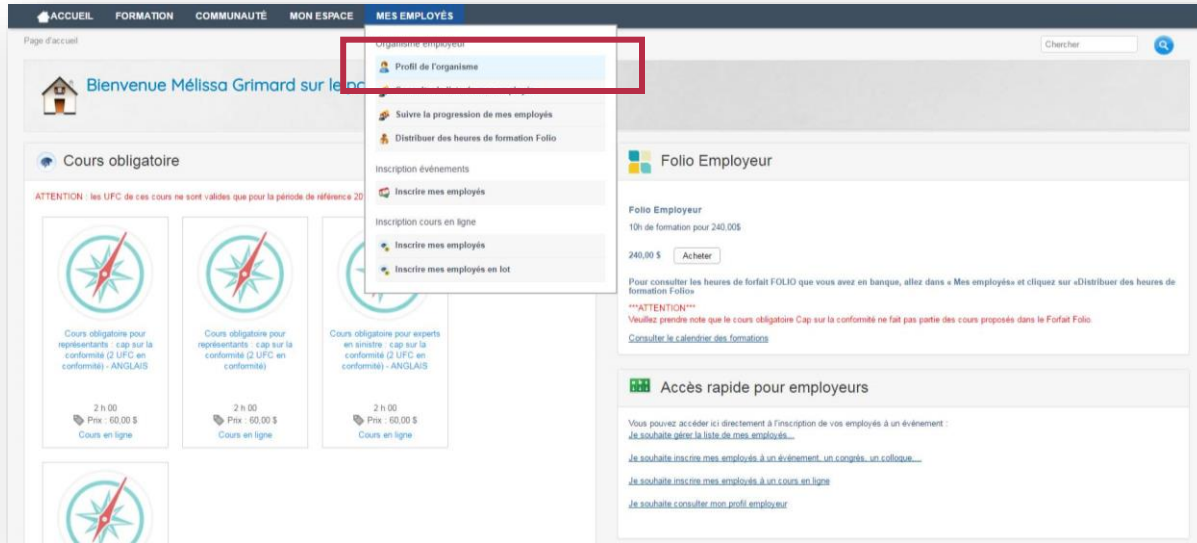 ACCUEIL FORMATION COMMUNAUTÉ MON ESPACE MES EMPLOYÉS
Page d'accueil
Chercher
Bienvenue Mélissa Grimard sur le po
Organisme employeur
Profil de l'organisme
Suivre la progression de mes employés
Distribuer des heures de formation Folio
Inscription événements
Inscrire mes employés
Inscription cours en ligne
Inscrire mes employés
Inscrire mes employés en lot
Cours obligatoire
ATTENTION : les UFC de ces cours ne sont valides que pour la période de référence 20
Cours obligatoire pour
représentants : cap sur la
conformité (2 UFC en
conformité) - ANGLAIS
2 h 00
Prix : 60,00 $
Cours en ligne
Cours obligatoire pour
représentants : cap sur la
conformité (2 UFC en
conformité)
2 h 00
Prix : 60,00 $
Cours en ligne
Cours obligatoire pour experts
en sinistre : cap sur la
conformité (2 UFC en
conformité) - ANGLAIS
2 h 00
Prix : 60,00 $
Cours en ligne
Folio Employeur
Folio Employeur
10h de formation pour 240,00$
240,00 $ Acheter
Pour consulter les heures de forfait FOLIO que vous avez en banque, allez dans « Mes employés» et cliquez sur «Distribuer des heures de
formation Folio»
***ATTENTION***
Veuillez prendre note que le cours obligatoire Cap sur la conformité ne fait pas partie des cours proposés dans le Forfait Folio.
Consulter le calendrier des formations
Accès rapide pour employeurs
Vous pouvez accéder ici directement à l'inscription de vos employés à un événement :
Je souhaite gérer la liste de mes employés...
Je souhaite inscrire mes employés à un événement, un congrès, un colloque,...
Je souhaite inscrire mes employés à un cours en ligne
Je souhaite consulter mon profil employeur